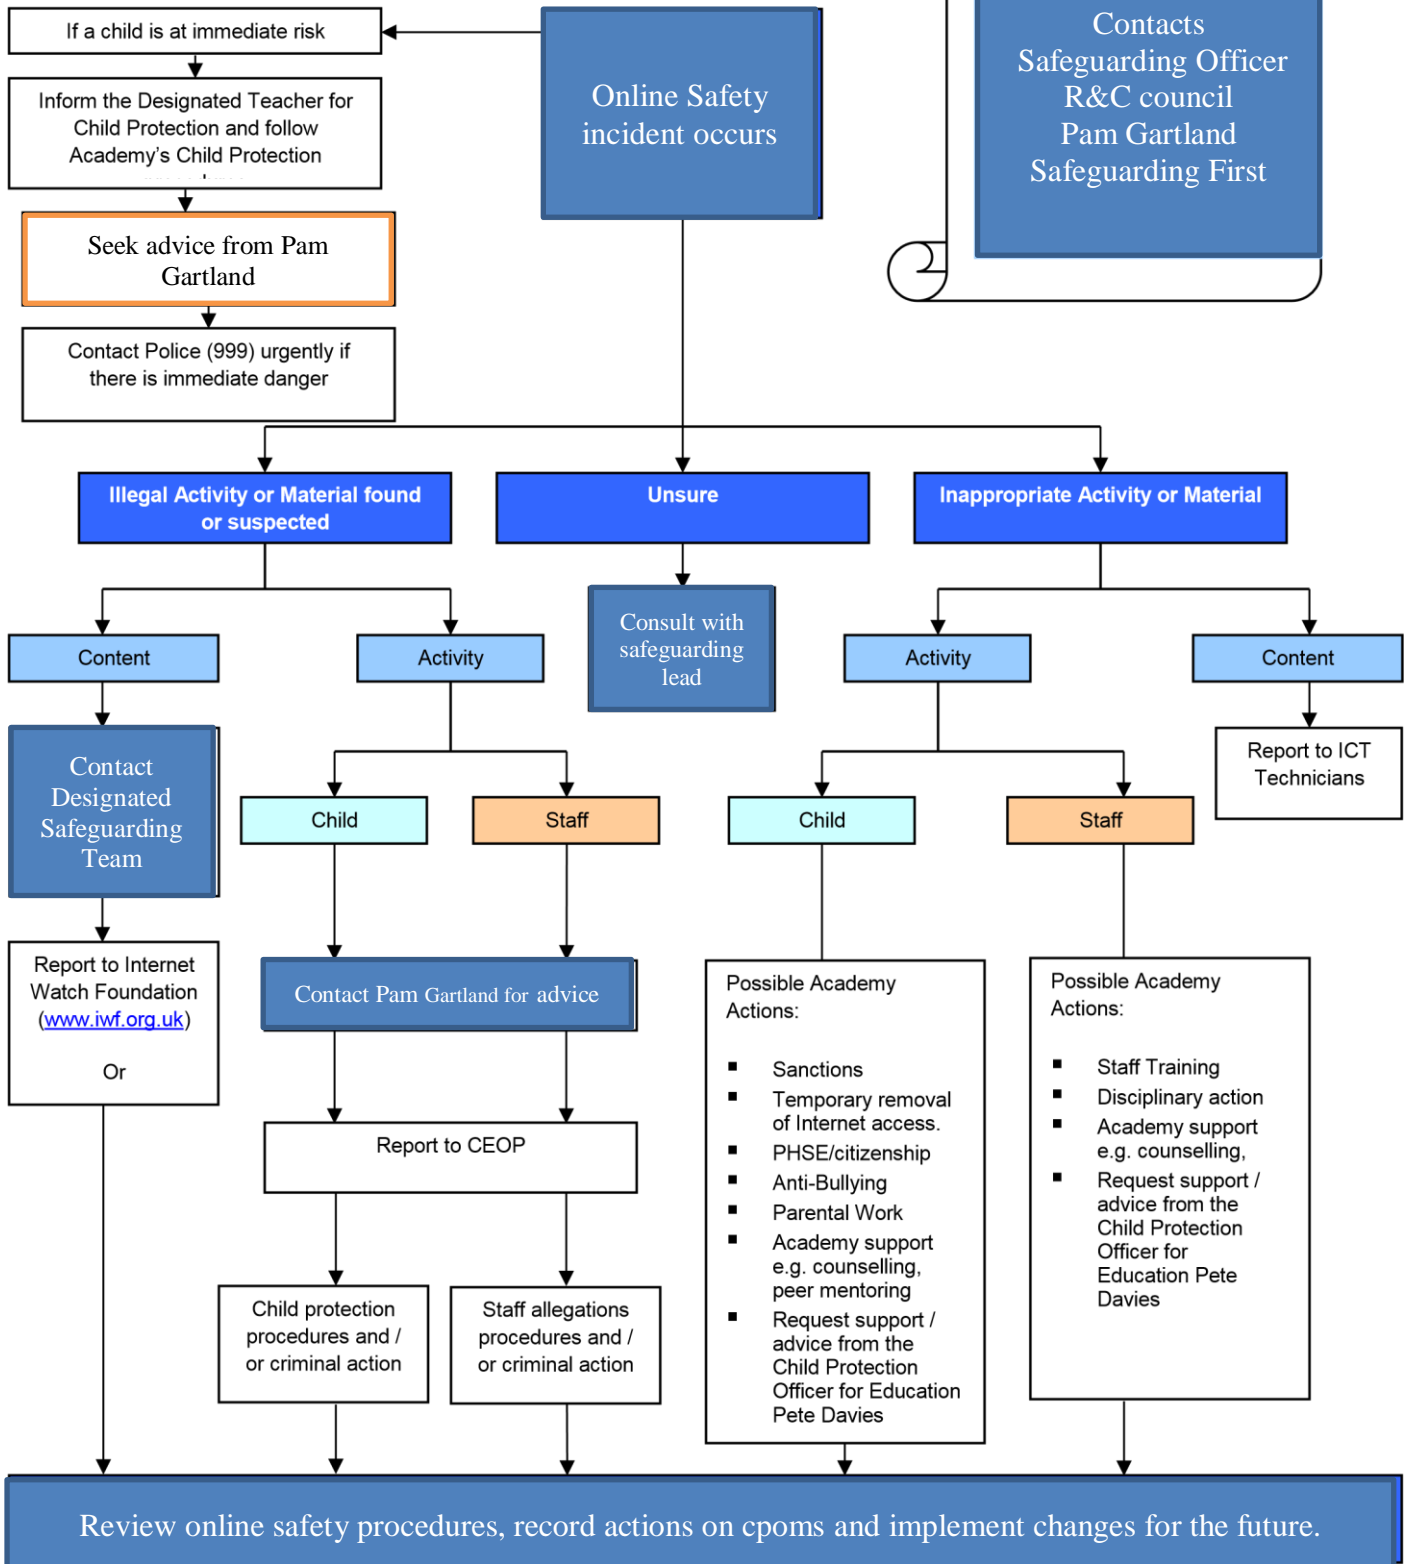 If a child is at immediate risk
Inform the Designated Teacher for
Child Protection and follow
Academy's Child Protection
Seek advice from Pam
Gartland
Contact Police (999) urgently if
there is immediate danger
Online Safety
incident occurs
Contacts
Safeguarding Officer
R&C council
Pam Gartland
Safeguarding First
Illegal Activity or Material found
or suspected
Unsure
Inappropriate Activity or Material
Content
Activity
Consult with
safeguarding
lead
Activity
Content
Contact
Designated
Safeguarding
Team
Child
Staff
Child
Staff
Report to ICT
Technicians
Report to Internet
Watch Foundation
(www.iwf.org.uk)
Or
Contact Pam Gartland for advice
Report to CEOP
Child protection
procedures and /
or criminal action
Staff allegations
procedures and /
or criminal action
Possible Academy
Actions:
▪ Sanctions
▪ Temporary removal
of Internet access.
▪ PHSE/citizenship
▪ Anti-Bullying
▪ Parental Work
▪ Academy support
e.g. counselling,
peer mentoring
▪ Request support /
advice from the
Child Protection
Officer for Education
Pete Davies
Possible Academy
Actions:
▪ Staff Training
▪ Disciplinary action
▪ Academy support
e.g. counselling,
▪ Request support /
advice from the
Child Protection
Officer for
Education Pete
Davies
Review online safety procedures, record actions on cpoms and implement changes for the future.